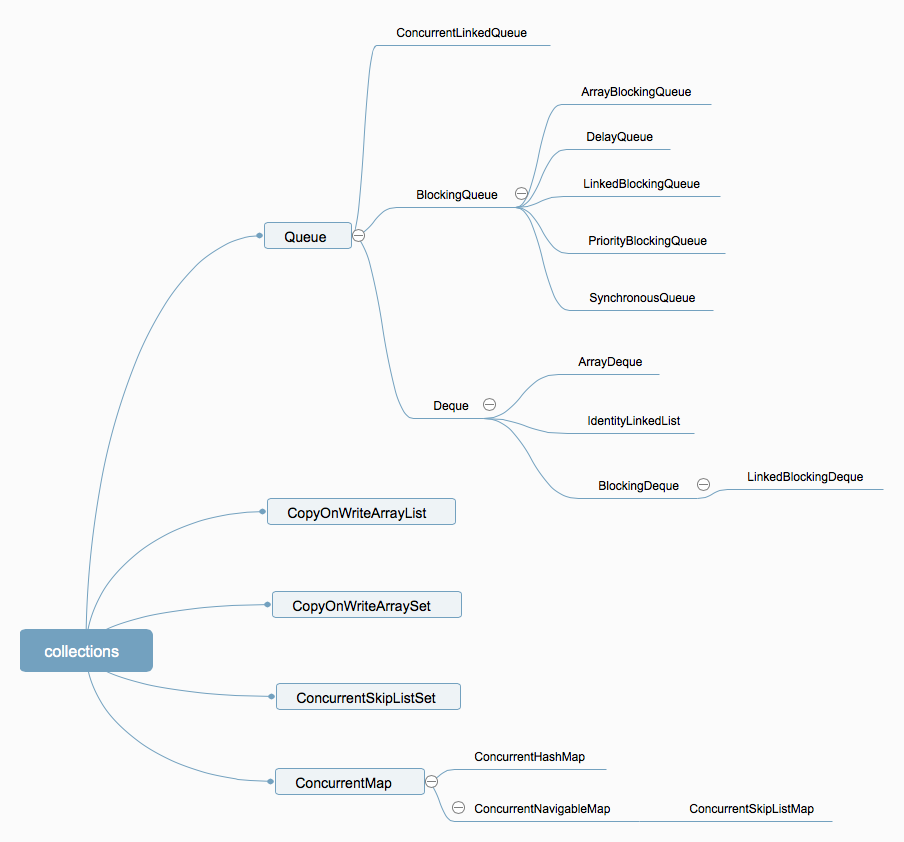 ConcurrentLinkedQueue
ArrayBlockingQueue
DelayQueue
LinkedBlockingQueue
BlockingQueue
Queue
PriorityBlockingQueue
SynchronousQueue
ArrayDeque
Deque
IdentityLinkedList
BlockingDeque
LinkedBlockingDeque
CopyOnWriteArrayList
CopyOnWriteArraySet
collections
ConcurrentSkipListSet
ConcurrentHashMap
ConcurrentMap
ConcurrentNavigableMap
ConcurrentSkipListMap